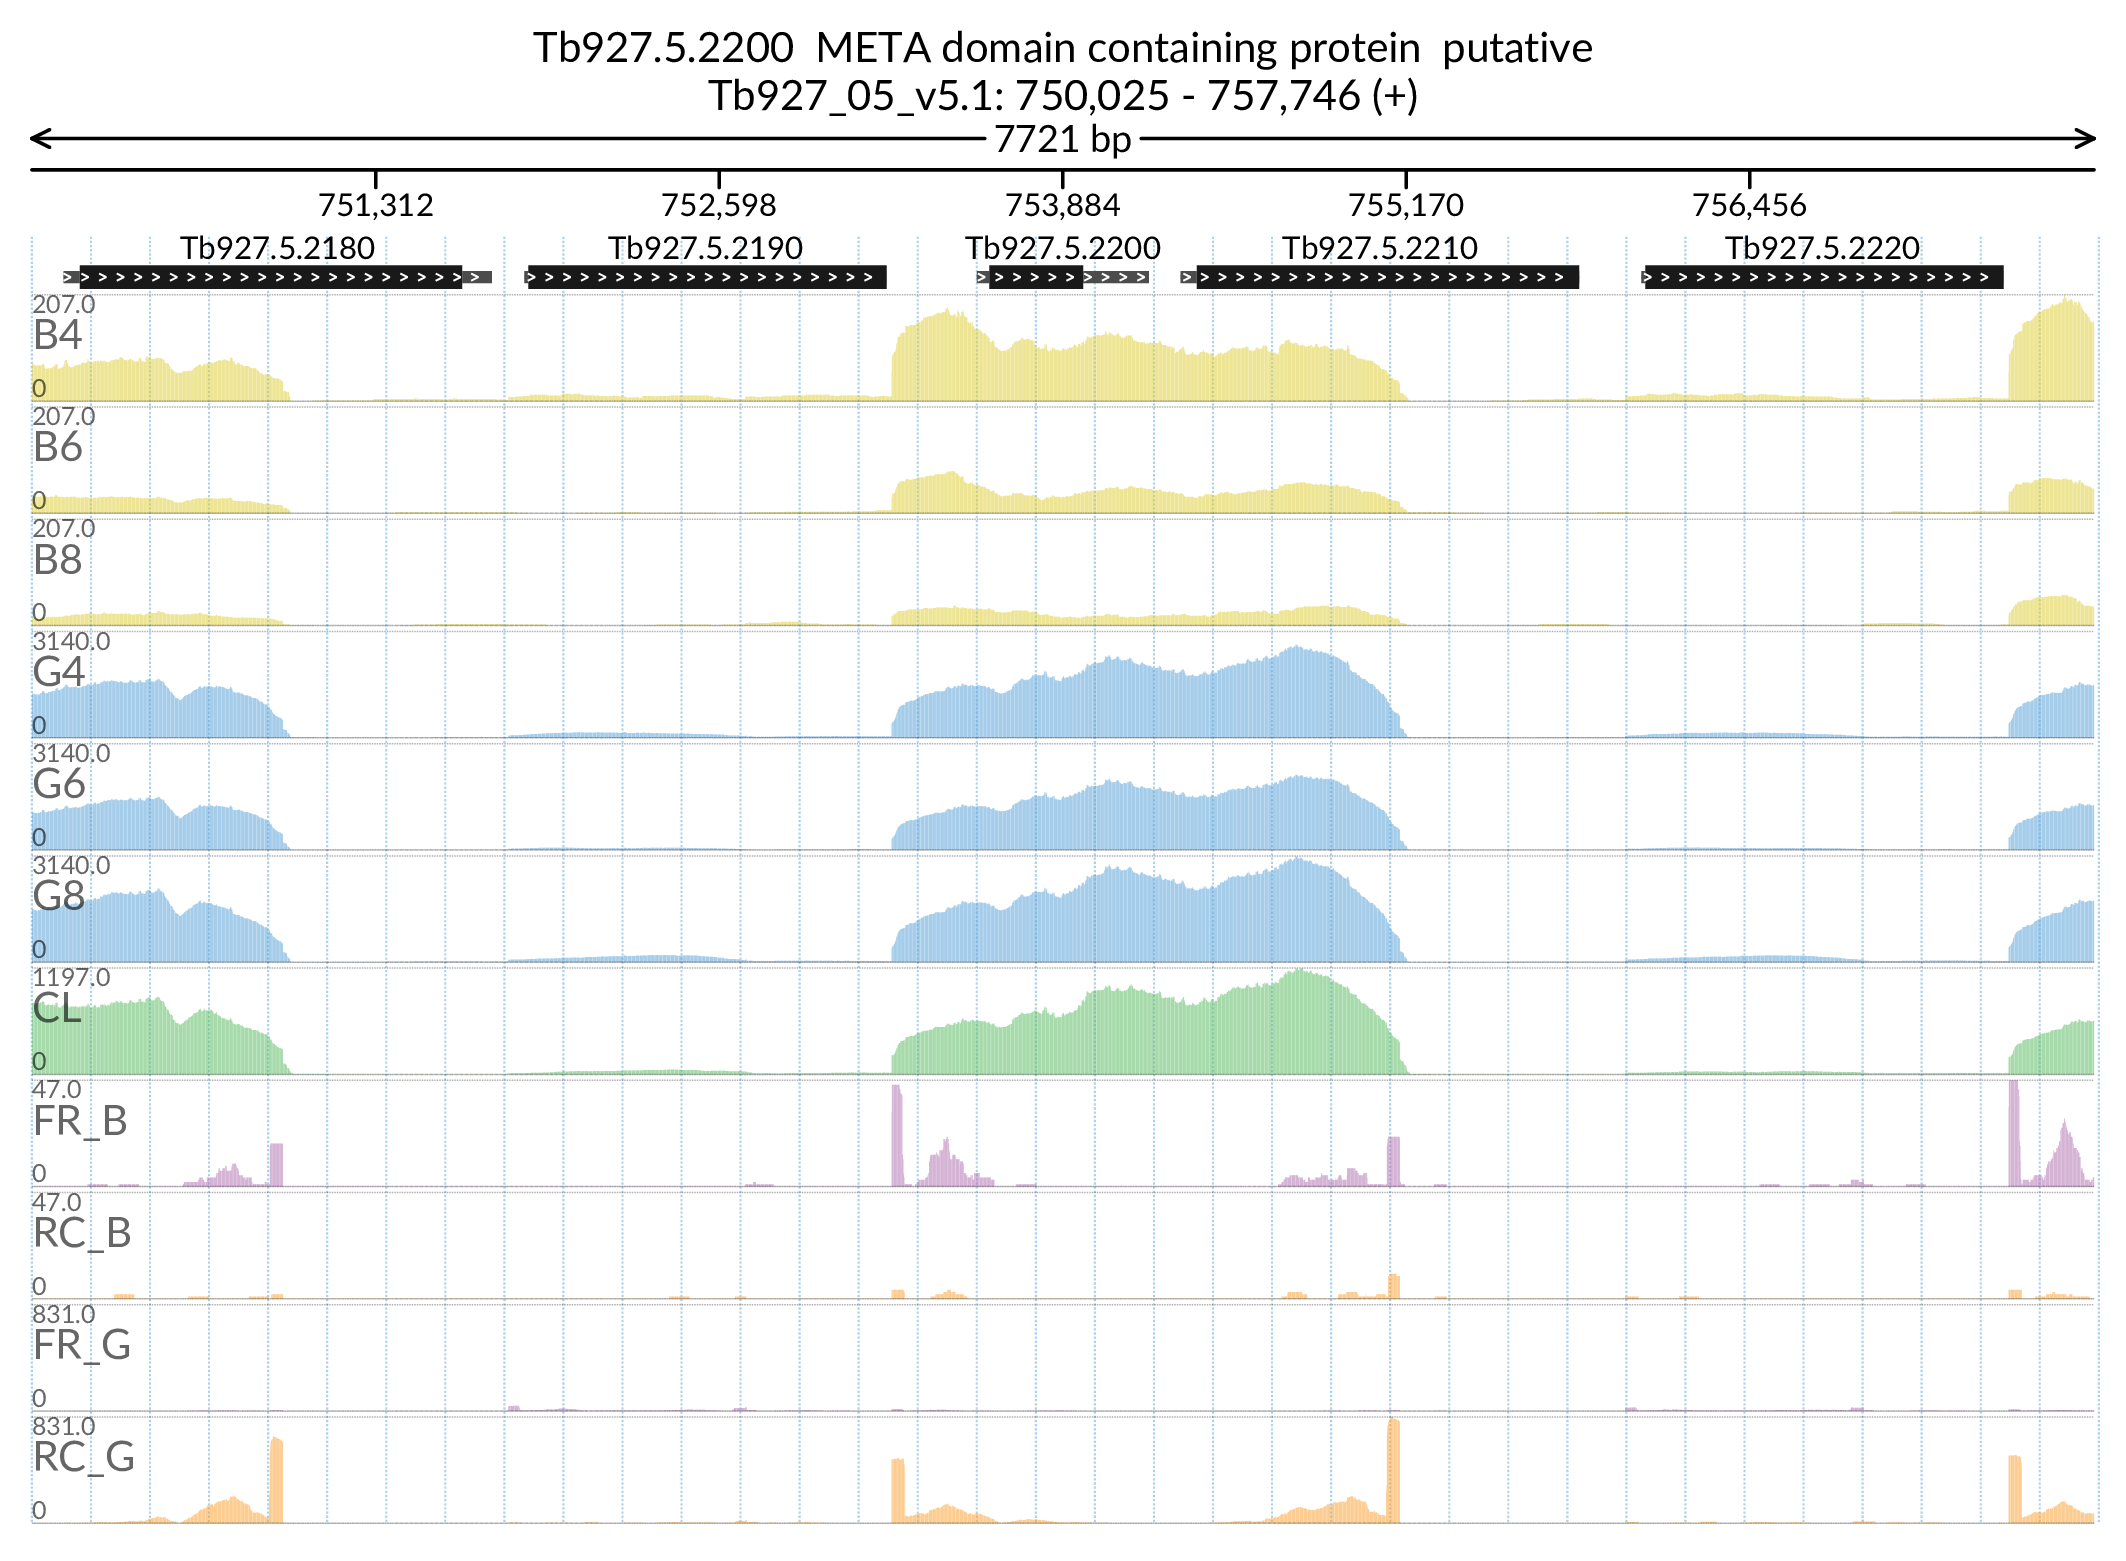 Tb927.5.2200  META domain containing protein  putative
Tb927_05_v5.1: 750,025 - 757,746 (+)
7721 bp
751,312 752,598 753,884 755,170 756,456
Tb927.5.2180 Tb927.5.2190 Tb927.5.2200 Tb927.5.2210 Tb927.5.2220
207.0
B4
0
207.0
B6
0
207.0
B8
0
3140.0
G4
0
3140.0
G6
0
3140.0
G8
0
1197.0
CL
0
47.0
FR_B
0
47.0
RC_B
0
831.0
FR_G
0
831.0
RC_G
0